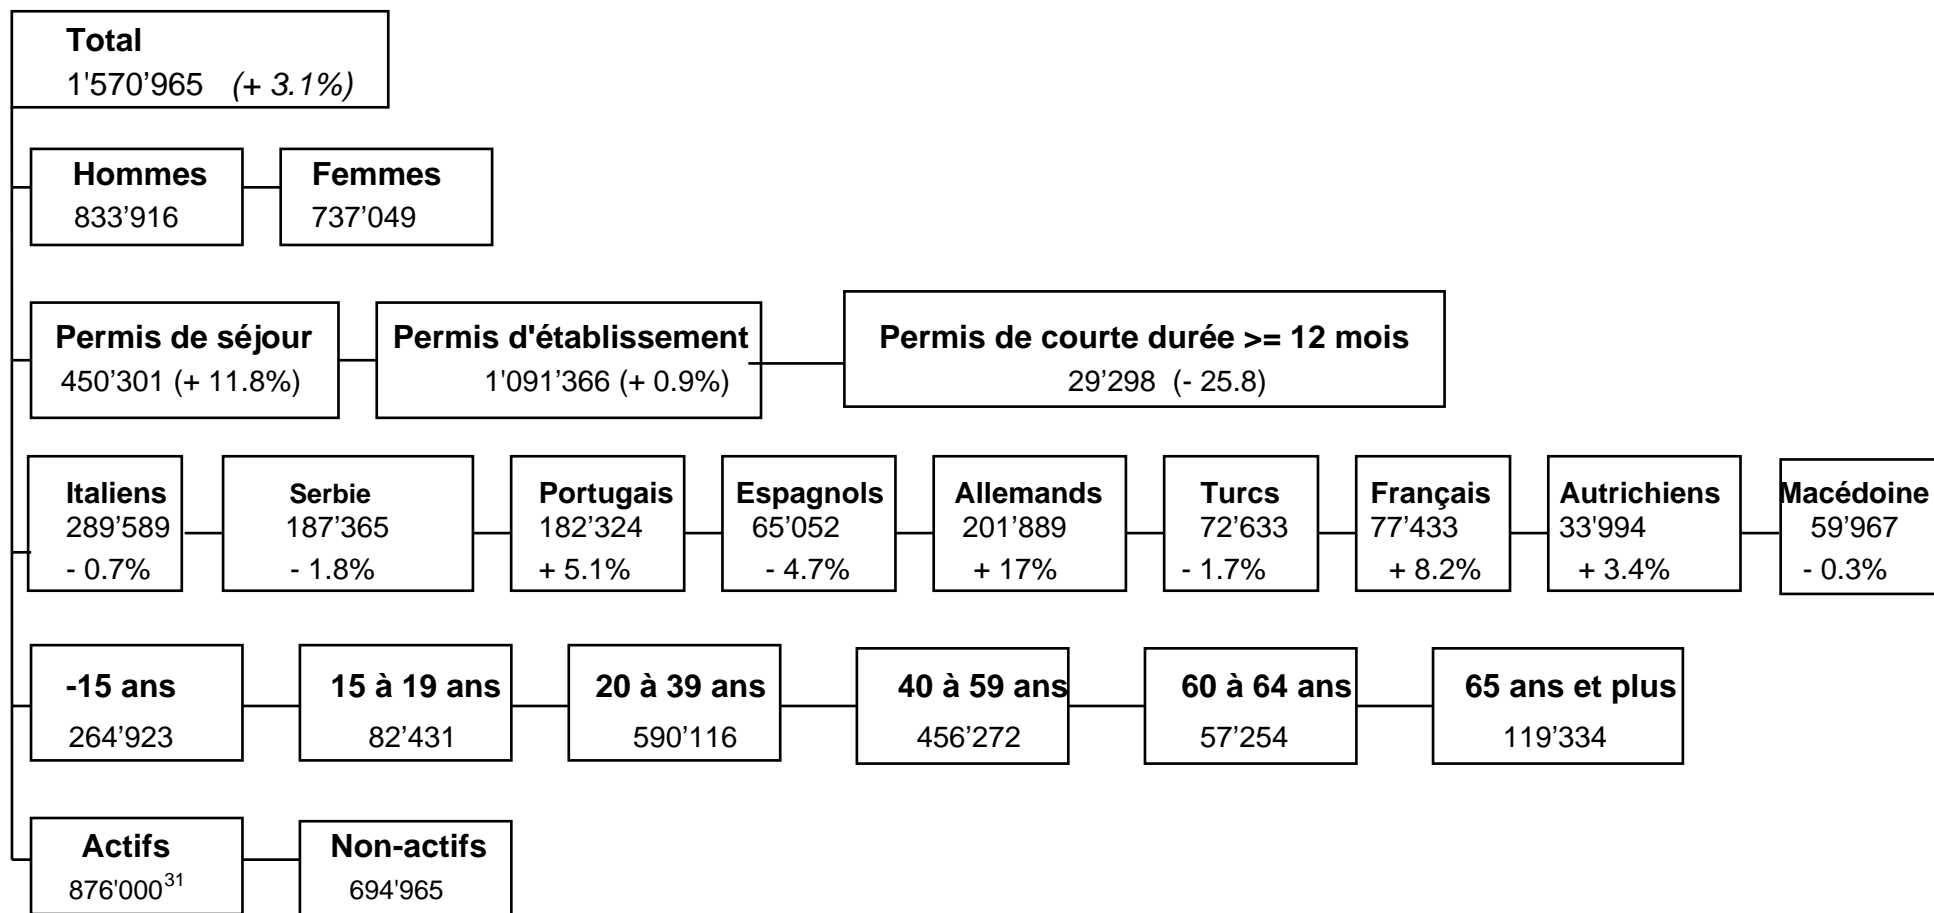 Total
1'570’965 (+ 3.1%)
Hommes
833’916
Femmes
737’049
Permis de séjour
450’301 (+ 11.8%)
Permis d'établissement
1'091’366 (+ 0.9%)
Permis de courte durée >= 12 mois
29’298 (- 25.8)
Italiens
289’589
- 0.7%
Serbie
187’365
- 1.8%
Portugais
182’324
+ 5.1%
Espagnols
65’052
- 4.7%
Allemands
201’889
+ 17%
Turcs
72’633
- 1.7%
Français
77’433
+ 8.2%
Autrichiens
33'994
+ 3.4%
Macédoine
59’967
- 0.3%
-15 ans
264’923
15 à 19 ans
82’431
20 à 39 ans
590’116
40 à 59 ans
456’272
60 à 64 ans
57’254
65 ans et plus
119’334
Actifs
876'000³¹
Non-actifs
694'965